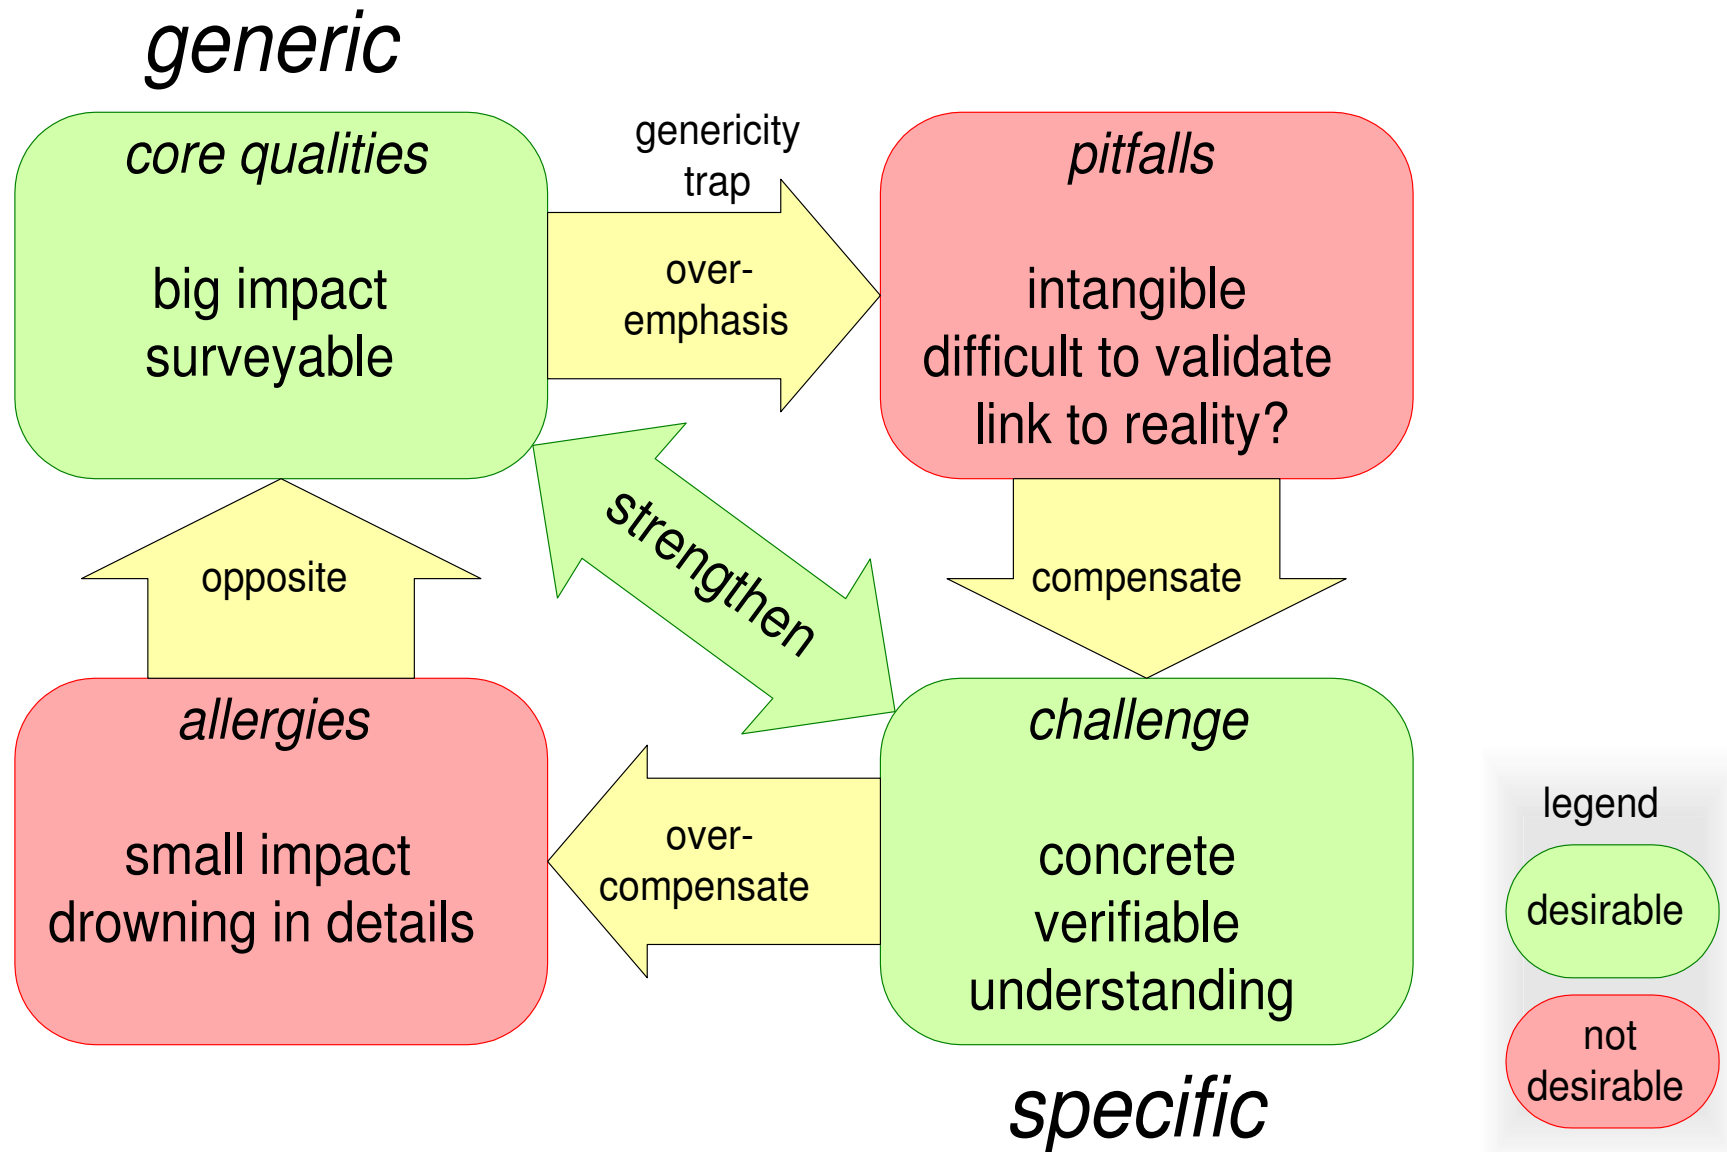 generic
core qualities
big impact
surveyable
genericity
trap
over-
emphasis
pitfalls
intangible
difficult to validate
link to reality?
opposite
strengthen
compensate
allergies
small impact
drowning in details
over-
compensate
challenge
concrete
verifiable
understanding
specific
legend
desirable
not
desirable